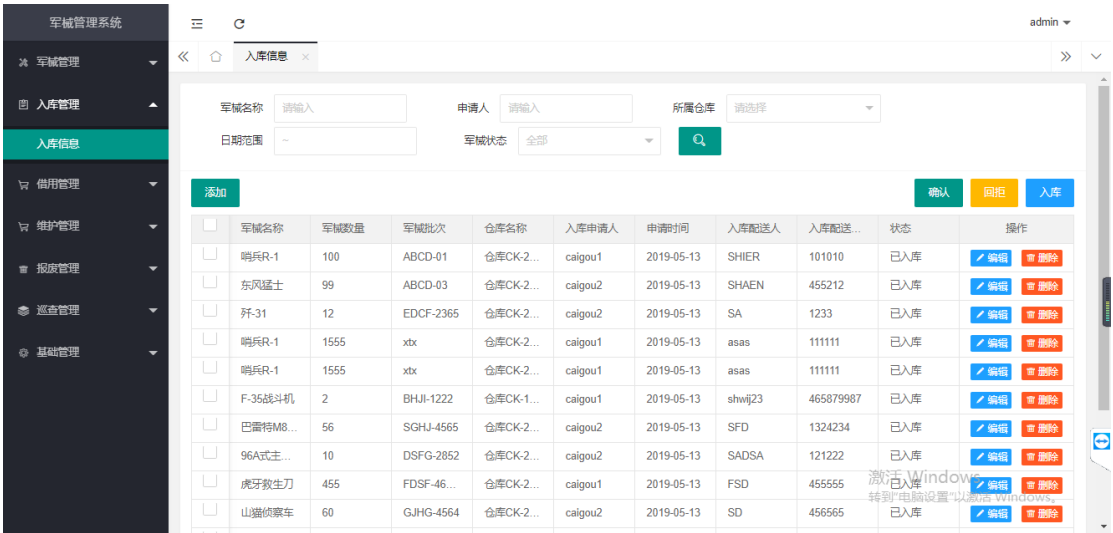 军械管理系统
admin
军械管理
入库管理
入库信息
借用管理
维护管理
报废管理
巡查管理
基础管理
入库信息 ×
军械名称 请输入 申请人 请输入 所属仓库 请选择
日期范围 ~ 军械状态 全部
添加 确认 回拒 入库
军械名称 军械数量 军械批次 仓库名称 入库申请人 申请时间 入库配送人 入库配送... 状态 操作
哨兵R-1 100 ABCD-01 仓库CK-2... caigou1 2019-05-13 SHIER 101010 已入库 编辑 删除
东风猛士 99 ABCD-03 仓库CK-2... caigou2 2019-05-13 SHAEN 455212 已入库 编辑 删除
歼-31 12 EDCF-2365 仓库CK-2... caigou2 2019-05-13 SA 1233 已入库 编辑 删除
哨兵R-1 1555 xtx 仓库CK-2... caigou1 2019-05-13 asas 111111 已入库 编辑 删除
哨兵R-1 1555 xtx 仓库CK-2... caigou1 2019-05-13 asas 111111 已入库 编辑 删除
F-35战斗机 2 BHJI-1222 仓库CK-1... caigou1 2019-05-13 shwij23 465879987 已入库 编辑 删除
巴雷特M8... 56 SGHJ-4565 仓库CK-2... caigou2 2019-05-13 SFD 1324234 已入库 编辑 删除
96A式主... 10 DSFG-2852 仓库CK-2... caigou2 2019-05-13 SADSA 121222 已入库 编辑 删除
虎牙救生刀 455 FDSF-46... 仓库CK-2... caigou1 2019-05-13 FSD 455555 已入库 编辑 删除
山猫侦察车 60 GJHG-4564 仓库CK-2... caigou2 2019-05-13 SD 456565 已入库 编辑 删除
激活 Windows
转到"电脑设置"以激活 Windows。